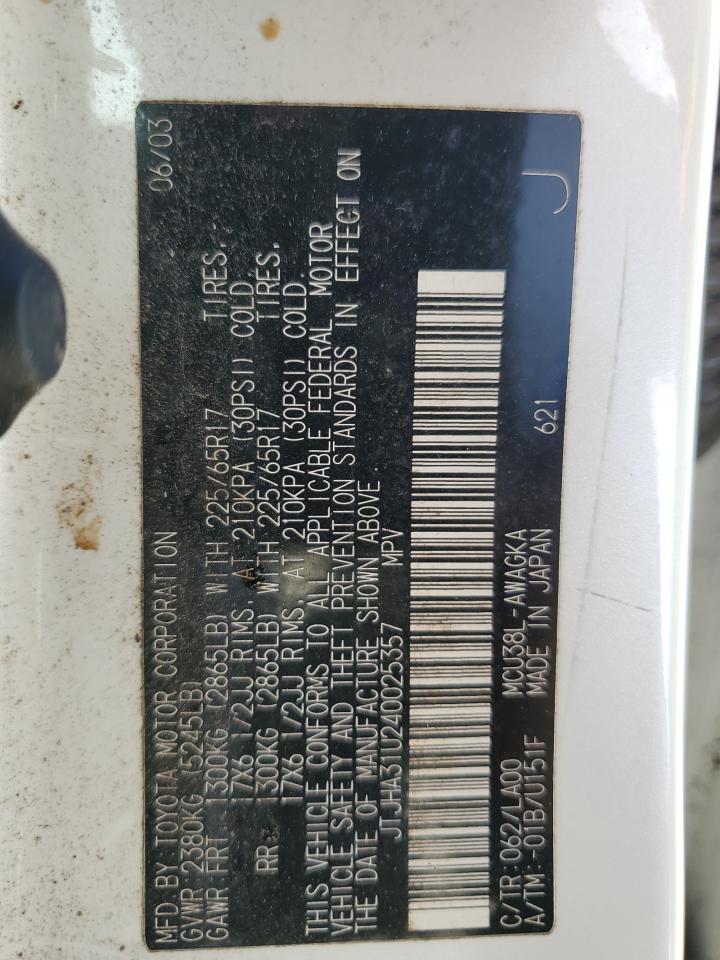 MFD BY TOYOTA MOTOR CORPORATION 06/03
GVWR 2380KG (5245LB)
GAWR FRT 1300KG (2865LB) WITH 225/65R17 TIRES,
17X6 1/2JJ RIMS, AT 210KPA (30PSI) COLD.
RR 1300KG (2865LB) WITH 225/65R17 TIRES,
17X6 1/2JJ RIMS, AT 210KPA (30PSI) COLD.
THIS VEHICLE CONFORMS TO ALL APPLICABLE FEDERAL MOTOR
VEHICLE SAFETY AND THEFT PREVENTION STANDARDS IN EFFECT ON
THE DATE OF MANUFACTURE SHOWN ABOVE.
JTJHA31U240025357 MPV
C/TR: 062/LA00 MCU38L-AWAGKA
A/TM: -01B/U151F MADE IN JAPAN 621 J